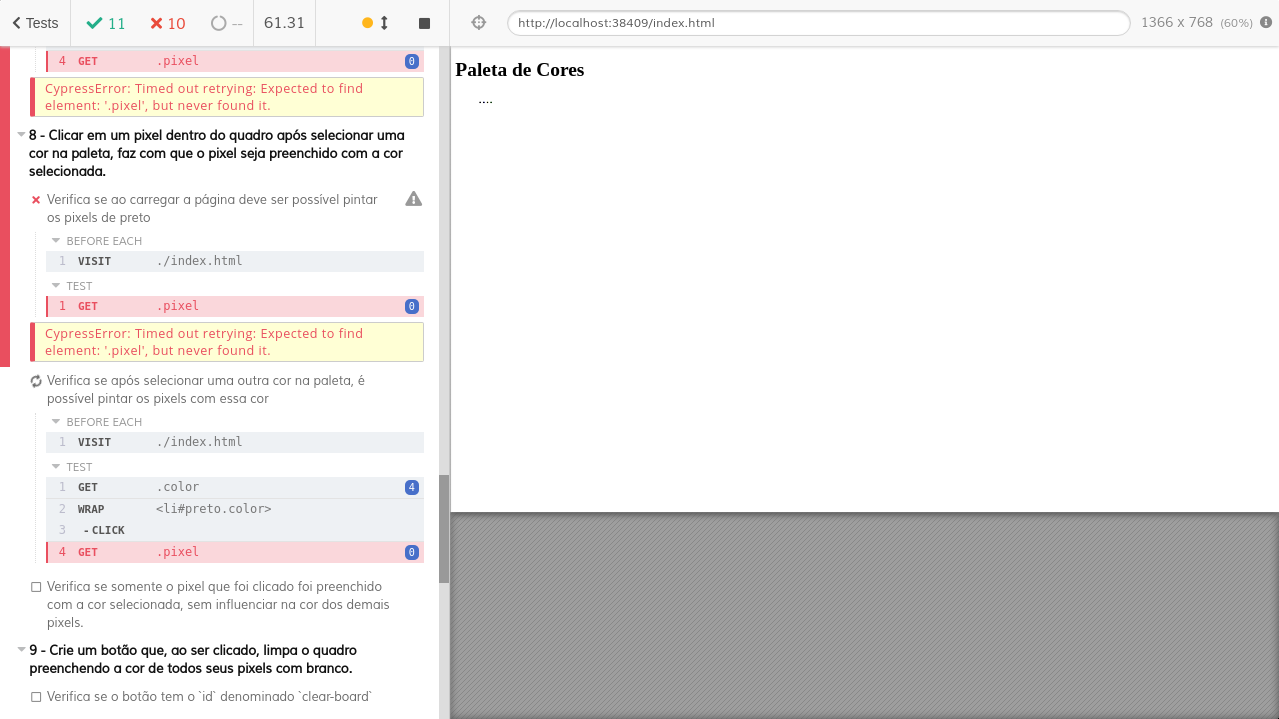 Tests 11 10 -- 61.31 http://localhost:38409/index.html 1366 x 768 (60%)
4 GET .pixel 0
CypressError: Timed out retrying: Expected to find
element: '.pixel', but never found it.
8 - Clicar em um pixel dentro do quadro após selecionar uma
cor na paleta, faz com que o pixel seja preenchido com a cor
selecionada.
Verifica se ao carregar a página deve ser possível pintar
os pixels de preto
BEFORE EACH
1 VISIT ./index.html
TEST
1 GET .pixel 0
CypressError: Timed out retrying: Expected to find
element: '.pixel', but never found it.
Verifica se após selecionar uma outra cor na paleta, é
possível pintar os pixels com essa cor
BEFORE EACH
1 VISIT ./index.html
TEST
1 GET .color 4
2 WRAP <li#preto.color>
3 - CLICK
4 GET .pixel 0
Verifica se somente o pixel que foi clicado foi preenchido
com a cor selecionada, sem influenciar na cor dos demais
pixels.
9 - Crie um botão que, ao ser clicado, limpa o quadro
preenchendo a cor de todos seus pixels com branco.
Verifica se o botão tem o `id` denominado `clear-board`
Paleta de Cores
....